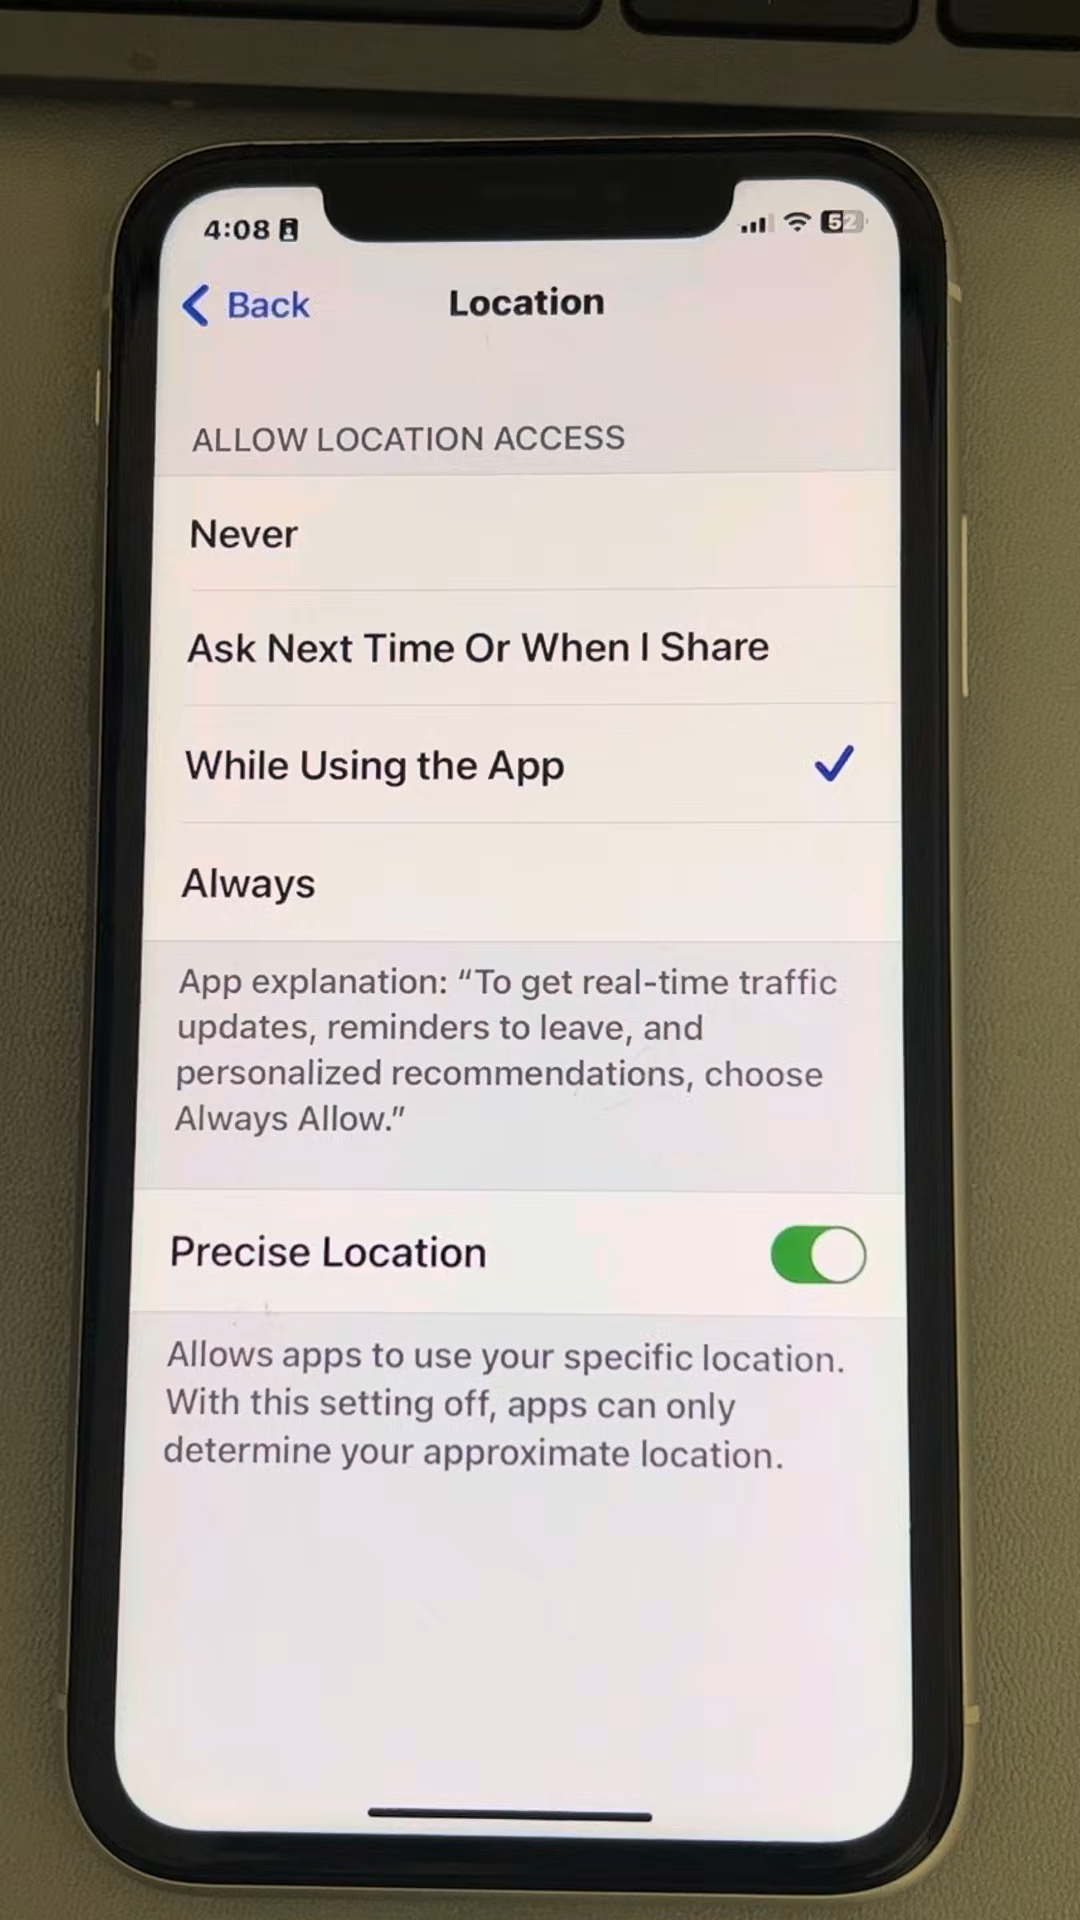 4:08
52
Back
Location
ALLOW LOCATION ACCESS
Never
Ask Next Time Or When I Share
While Using the App
Always
App explanation: “To get real-time traffic
updates, reminders to leave, and
personalized recommendations, choose
Always Allow.”
Precise Location
Allows apps to use your specific location.
With this setting off, apps can only
determine your approximate location.